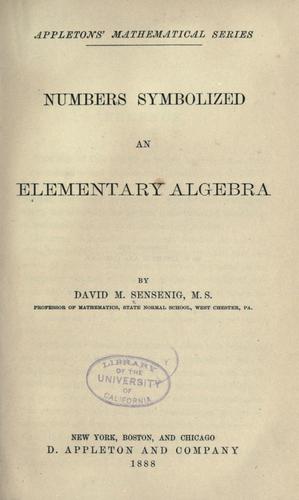 APPLETONS' MATHEMATICAL SERIES
NUMBERS SYMBOLIZED
AN
ELEMENTARY ALGEBRA
BY
DAVID M. SENSENIG, M. S.
PROFESSOR OF MATHEMATICS, STATE NORMAL SCHOOL, WEST CHESTER, PA.
LIBRARY
OF THE
UNIVERSITY
OF
CALIFORNIA.
NEW YORK, BOSTON, AND CHICAGO
D. APPLETON AND COMPANY
1888